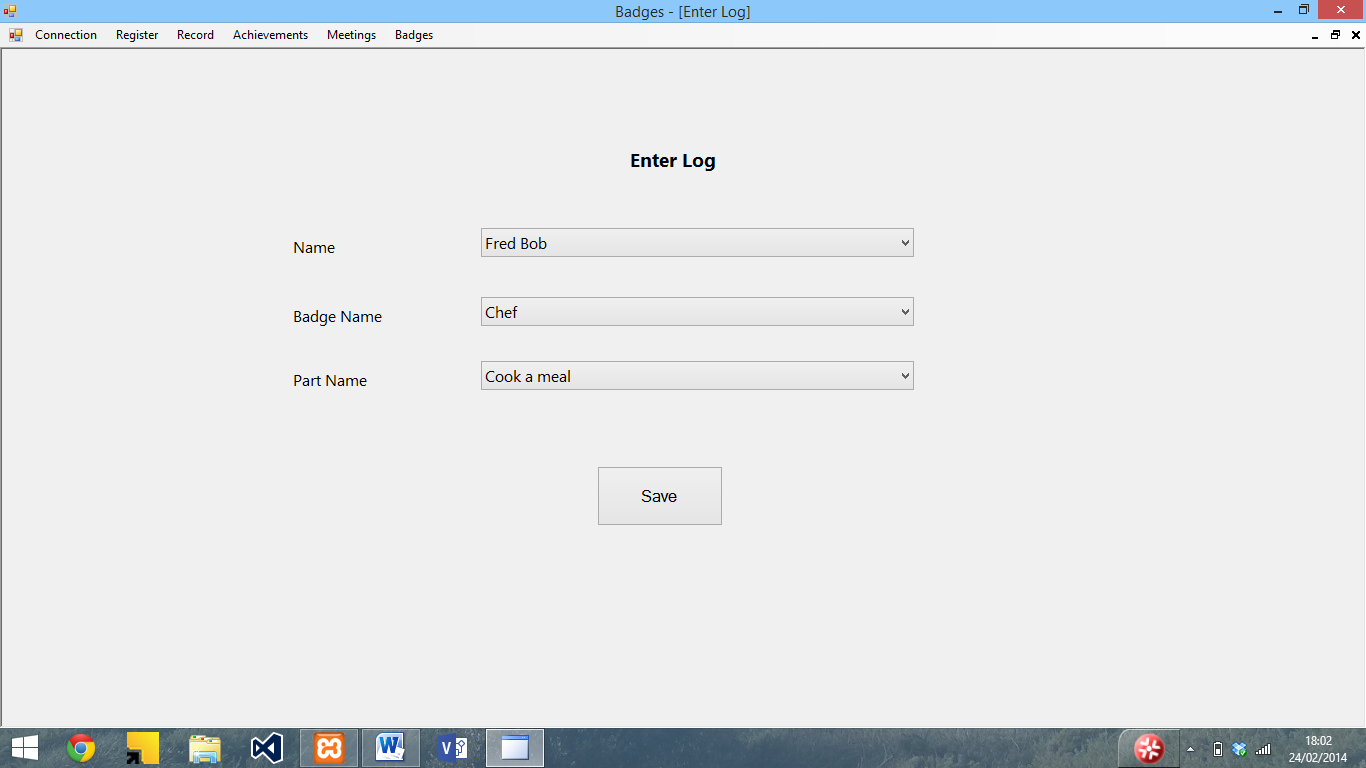 Badges - [Enter Log]
Connection Register Record Achievements Meetings Badges
Enter Log
Name Fred Bob
Badge Name Chef
Part Name Cook a meal
Save
18:02
24/02/2014